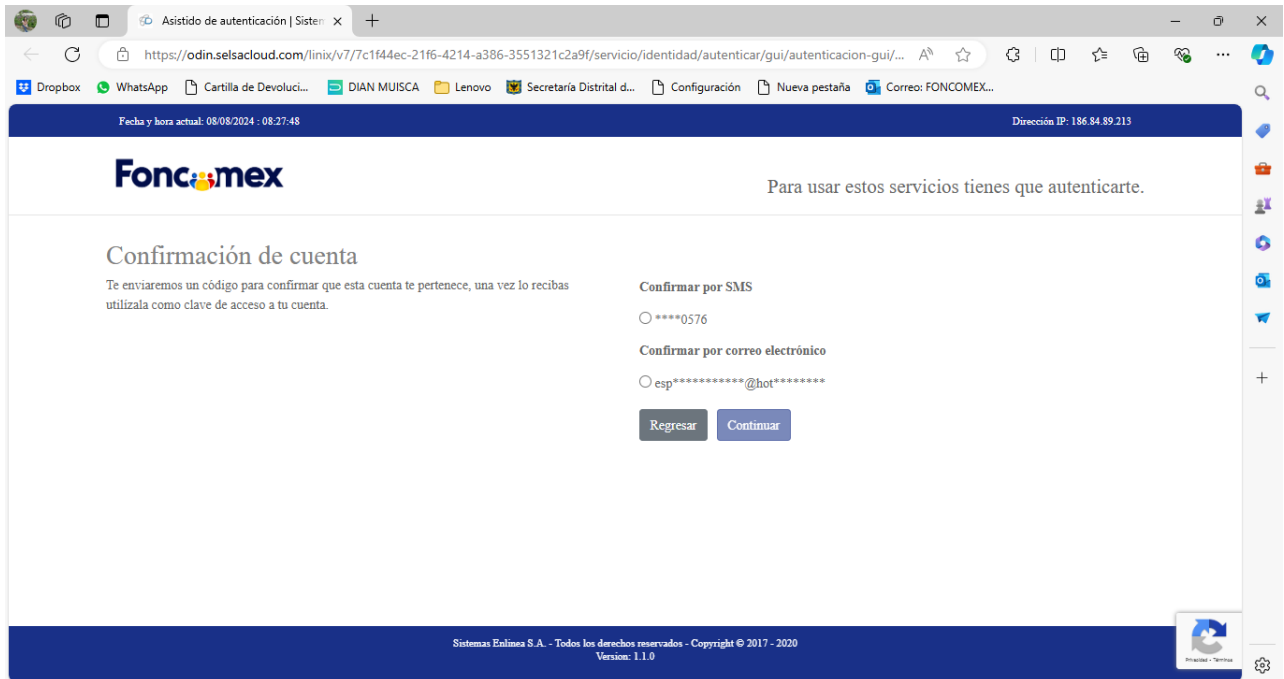 Asistido de autenticación | Sisten
https://odin.selsacloud.com/linix/v7/7c1f44ec-21f6-4214-a386-3551321c2a9f/servicio/identidad/autenticar/gui/autenticacion-gui/...
Dropbox WhatsApp Cartilla de Devoluci... DIAN MUISCA Lenovo Secretaría Distrital d... Configuración Nueva pestaña Correo: FONCOMEX...
Fecha y hora actual: 08/08/2024 : 08:27:48 Dirección IP: 186.84.89.213
Foncomex
Para usar estos servicios tienes que autenticarte.
Confirmación de cuenta
Te enviaremos un código para confirmar que esta cuenta te pertenece, una vez lo recibas
utilízala como clave de acceso a tu cuenta.
Confirmar por SMS
****0576
Confirmar por correo electrónico
esp***********@hot********
Regresar Continuar
Sistemas Enlinea S.A. - Todos los derechos reservados - Copyright © 2017 - 2020
Version: 1.1.0
Privacidad - Términos